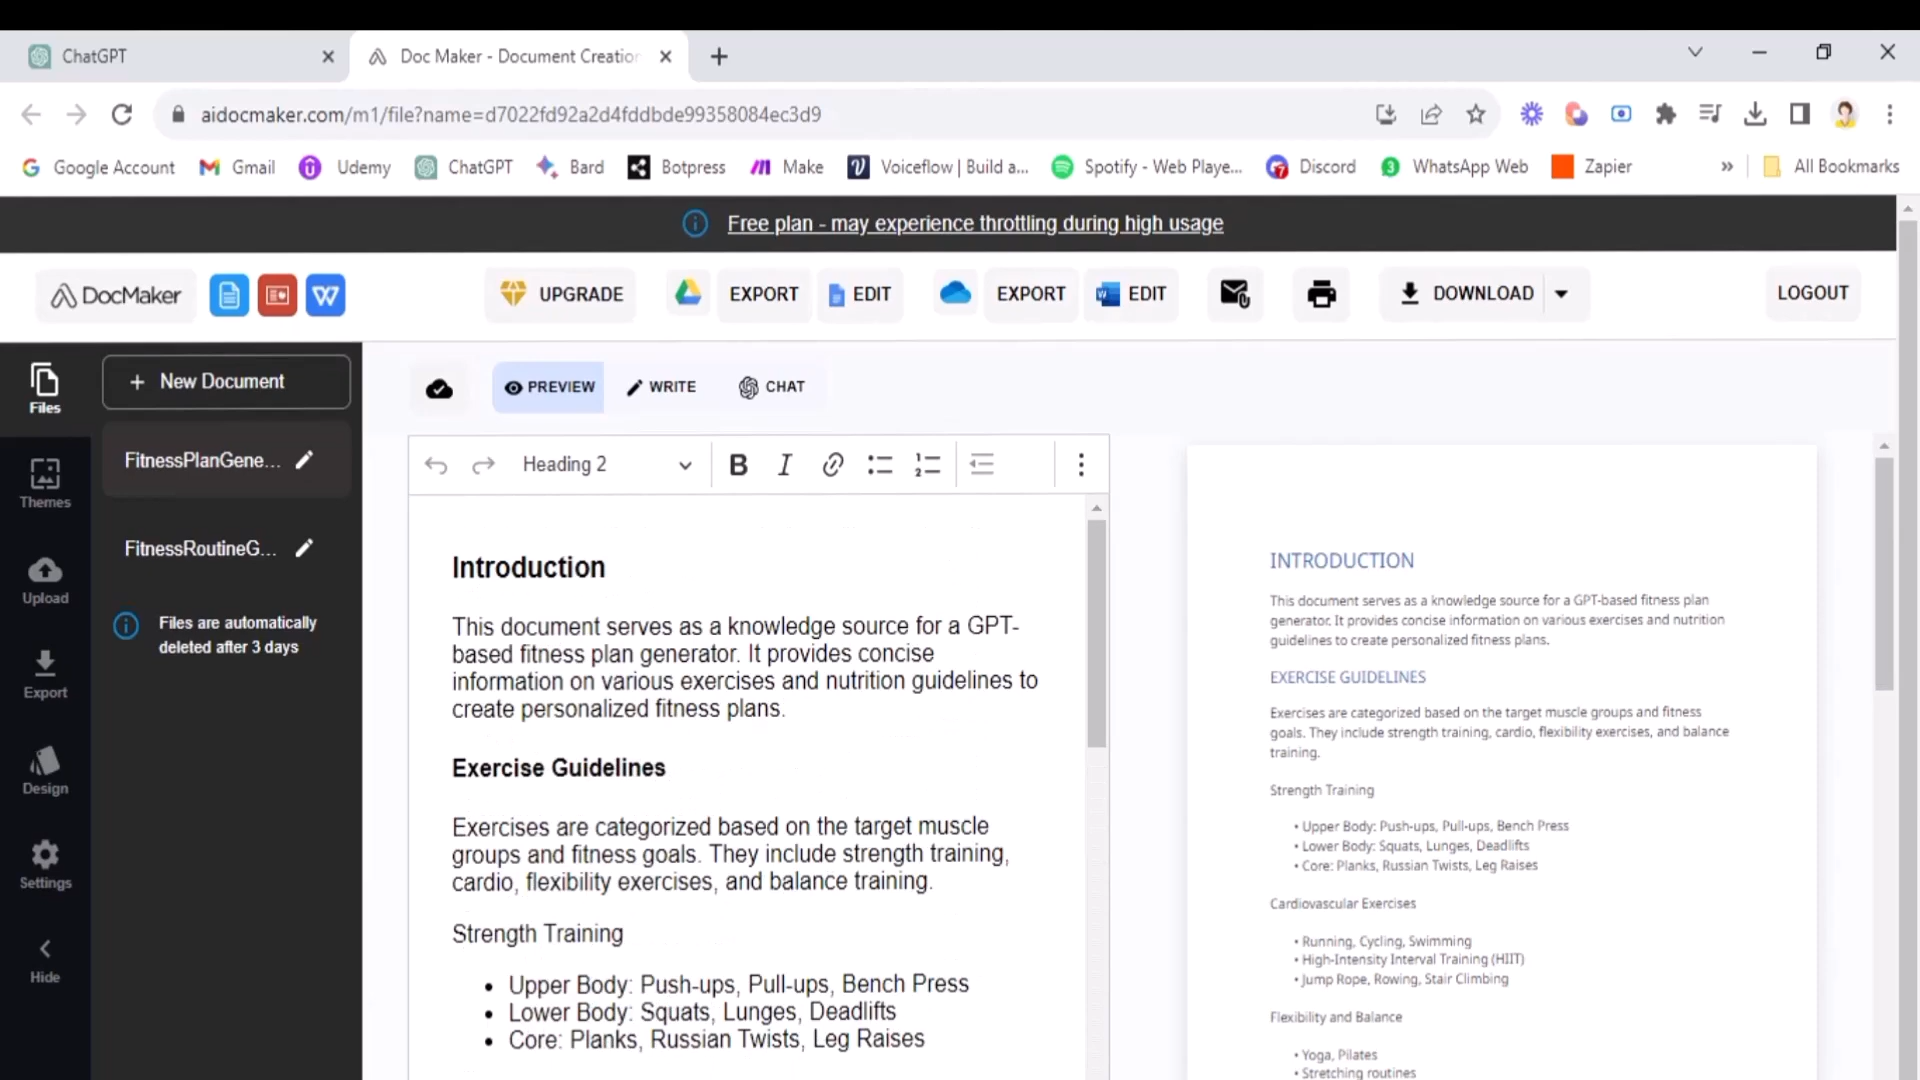 ChatGPT
Doc Maker - Document Creation
aidocmaker.com/m1/file?name=d7022fd92a2d4fddbde99358084ec3d9
Google Account Gmail Udemy ChatGPT Bard Botpress Make Voiceflow | Build a... Spotify - Web Playe... Discord WhatsApp Web Zapier » All Bookmarks
Free plan - may experience throttling during high usage
DocMaker UPGRADE EXPORT EDIT EXPORT EDIT DOWNLOAD LOGOUT
Files
Themes
Upload
Export
Design
Settings
Hide
+ New Document
FitnessPlanGene...
FitnessRoutineG...
Files are automatically
deleted after 3 days
PREVIEW WRITE CHAT
Heading 2
Introduction
This document serves as a knowledge source for a GPT-
based fitness plan generator. It provides concise
information on various exercises and nutrition guidelines to
create personalized fitness plans.
Exercise Guidelines
Exercises are categorized based on the target muscle
groups and fitness goals. They include strength training,
cardio, flexibility exercises, and balance training.
Strength Training
• Upper Body: Push-ups, Pull-ups, Bench Press
• Lower Body: Squats, Lunges, Deadlifts
• Core: Planks, Russian Twists, Leg Raises
INTRODUCTION
This document serves as a knowledge source for a GPT-based fitness plan
generator. It provides concise information on various exercises and nutrition
guidelines to create personalized fitness plans.
EXERCISE GUIDELINES
Exercises are categorized based on the target muscle groups and fitness
goals. They include strength training, cardio, flexibility exercises, and balance
training.
Strength Training
• Upper Body: Push-ups, Pull-ups, Bench Press
• Lower Body: Squats, Lunges, Deadlifts
• Core: Planks, Russian Twists, Leg Raises
Cardiovascular Exercises
• Running, Cycling, Swimming
• High-Intensity Interval Training (HIIT)
• Jump Rope, Rowing, Stair Climbing
Flexibility and Balance
• Yoga, Pilates
• Stretching routines